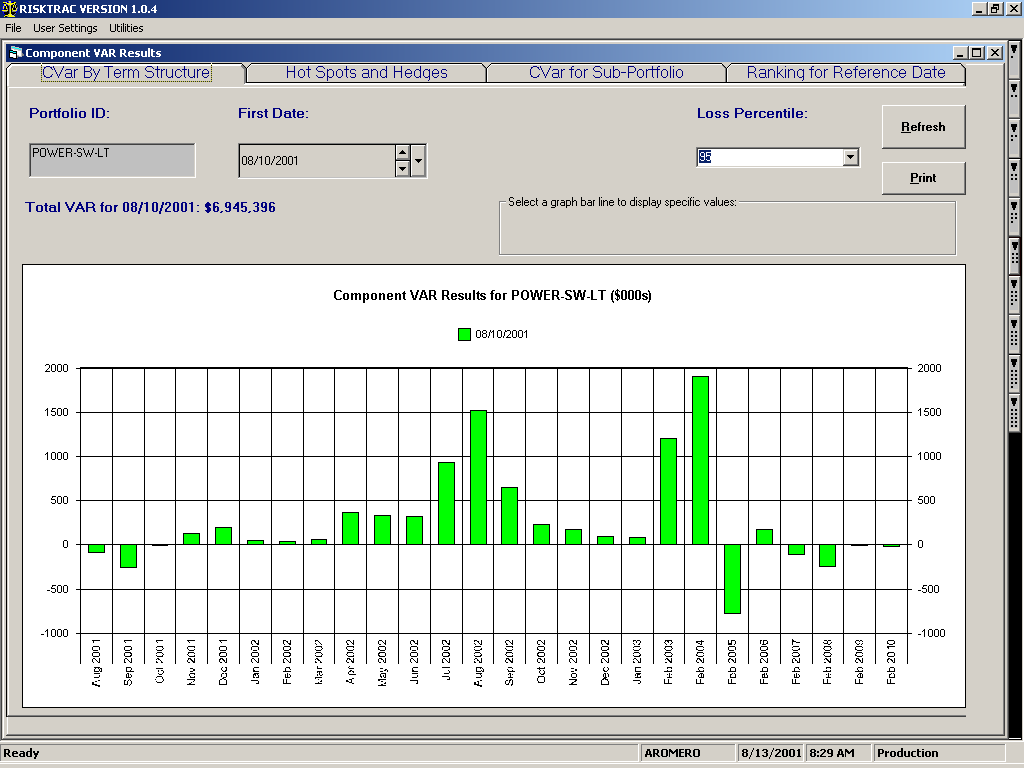 RISKTRAC VERSION 1.0.4
File User Settings Utilities
Component VAR Results
CVar By Term Structure Hot Spots and Hedges CVar for Sub-Portfolio Ranking for Reference Date
Portfolio ID: First Date: Loss Percentile:
Refresh
POWER-SW-LT 08/10/2001 95
Print
Total VAR for 08/10/2001: $6,945,396
Select a graph bar line to display specific values:
Component VAR Results for POWER-SW-LT ($000s)
08/10/2001
2000 2000
1500 1500
1000 1000
500 500
0 0
-500 -500
-1000 -1000
Aug 2001 Sep 2001 Oct 2001 Nov 2001 Dec 2001 Jan 2002 Feb 2002 Mar 2002 Apr 2002 May 2002 Jun 2002 Jul 2002 Aug 2002 Sep 2002 Oct 2002 Nov 2002 Dec 2002 Jan 2003 Feb 2003 Feb 2004 Feb 2005 Feb 2006 Feb 2007 Feb 2008 Feb 2009 Feb 2010
Ready AROMERO 8/13/2001 8:29 AM Production